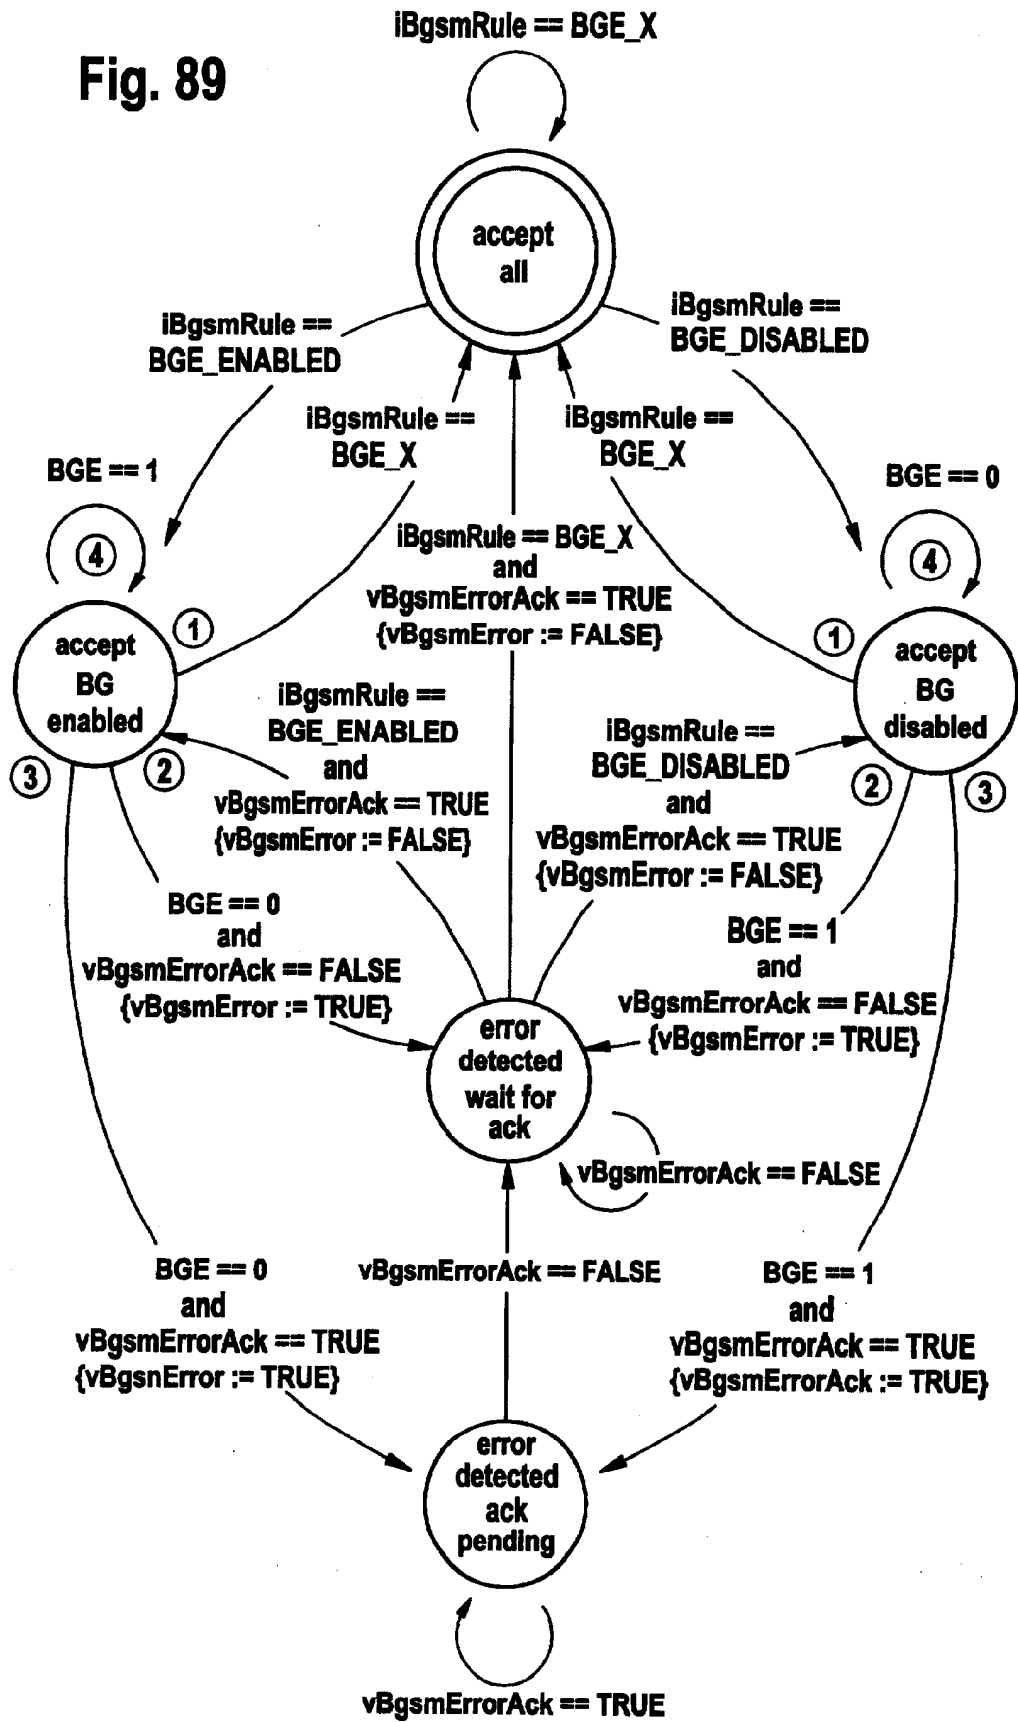 iBgsmRule == BGE_X
Fig. 89
accept
all
iBgsmRule ==
BGE_ENABLED
iBgsmRule ==
BGE_DISABLED
iBgsmRule ==
BGE_X
iBgsmRule ==
BGE_X
BGE == 1
BGE == 0
4
4
iBgsmRule == BGE_X
and
vBgsmErrorAck == TRUE
{vBgsmError := FALSE}
1
1
accept
BG
enabled
accept
BG
disabled
iBgsmRule ==
BGE_ENABLED
and
vBgsmErrorAck == TRUE
{vBgsmError := FALSE}
iBgsmRule ==
BGE_DISABLED
and
vBgsmErrorAck == TRUE
{vBgsmError := FALSE}
3
2
2
3
BGE == 0
and
vBgsmErrorAck == FALSE
{vBgsmError := TRUE}
BGE == 1
and
vBgsmErrorAck == FALSE
{vBgsmError := TRUE}
error
detected
wait for
ack
vBgsmErrorAck == FALSE
BGE == 0
and
vBgsmErrorAck == TRUE
{vBgsnError := TRUE}
vBgsmErrorAck == FALSE
BGE == 1
and
vBgsmErrorAck == TRUE
{vBgsmErrorAck := TRUE}
error
detected
ack
pending
vBgsmErrorAck == TRUE